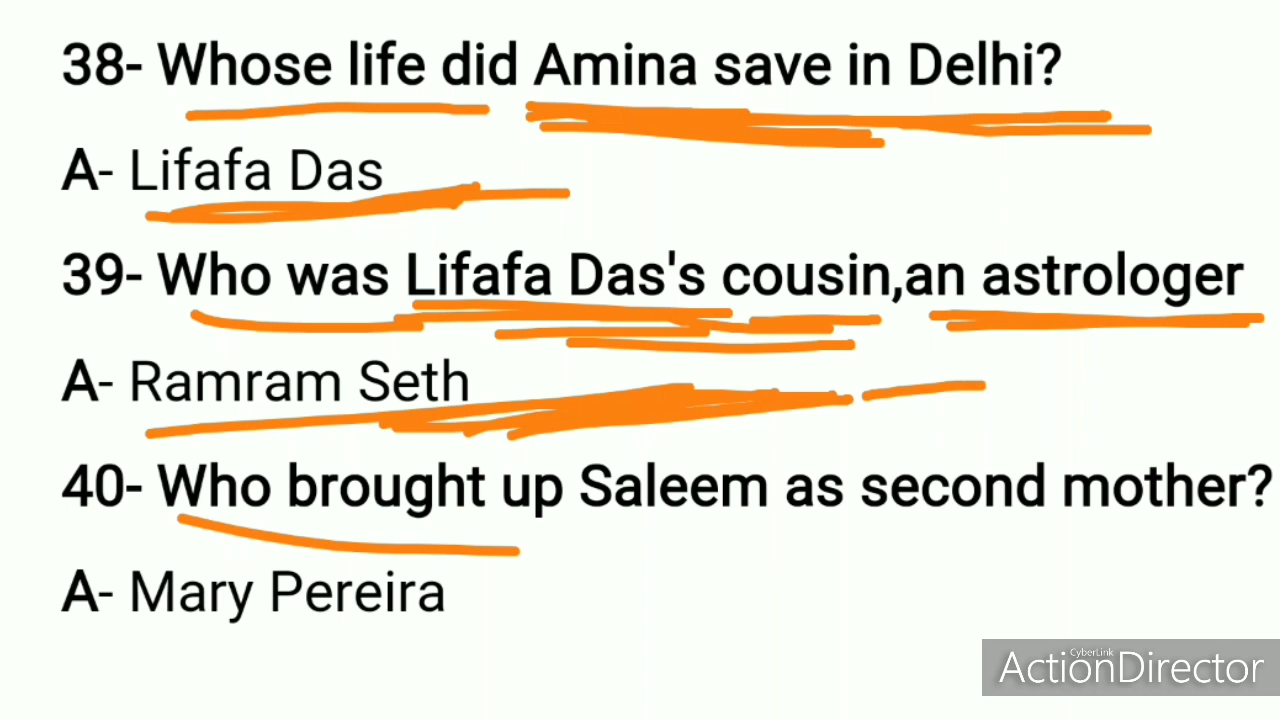 38- Whose life did Amina save in Delhi?
A- Lifafa Das
39- Who was Lifafa Das's cousin,an astrologer
A- Ramram Seth
40- Who brought up Saleem as second mother?
A- Mary Pereira
CyberLink
ActionDirector